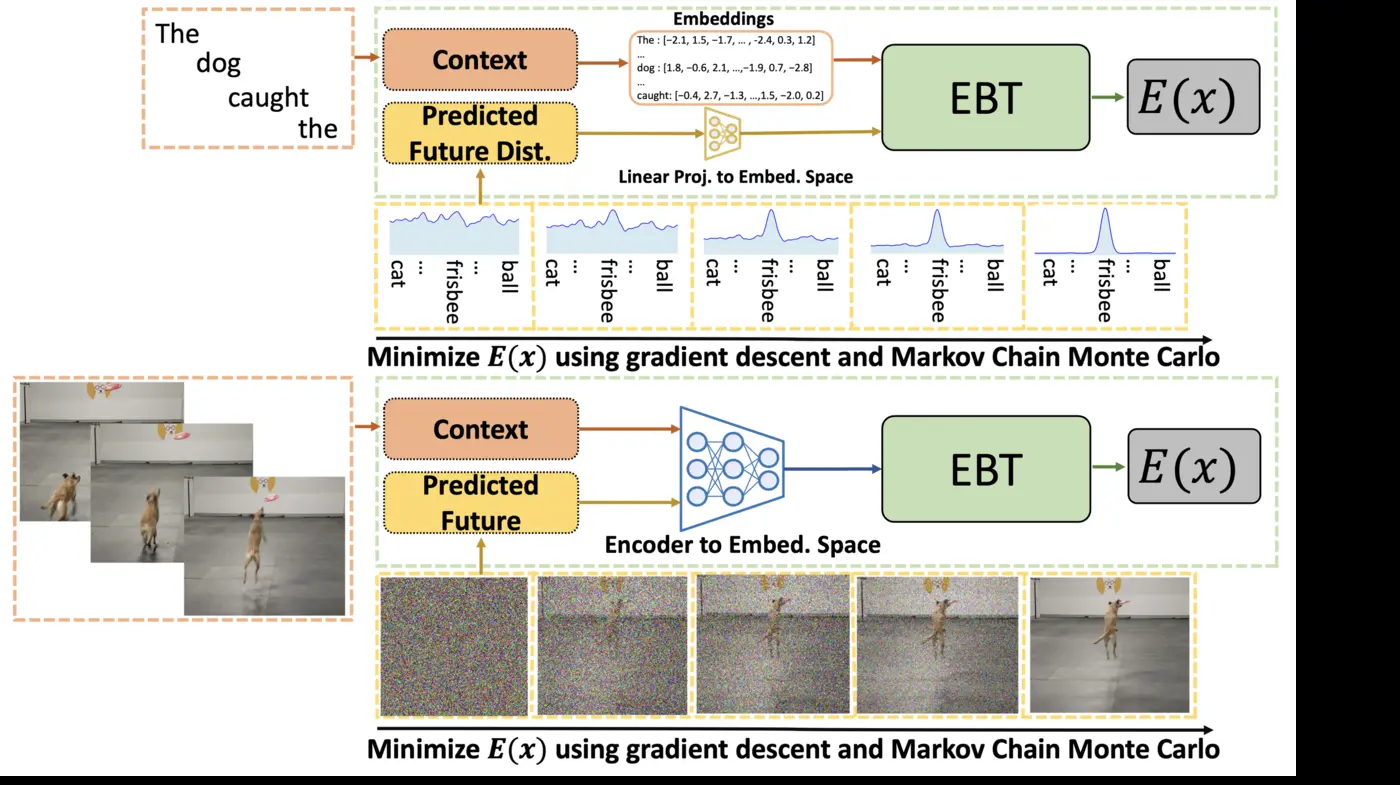 The
dog
caught
the
Context
Predicted
Future Dist.
Embeddings
The : [−2.1, 1.5, −1.7, ... , -2.4, 0.3, 1.2]
...
dog : [1.8, −0.6, 2.1, ...,−1.9, 0.7, −2.8]
...
caught: [−0.4, 2.7, −1.3, ...,1.5, −2.0, 0.2]
Linear Proj. to Embed. Space
EBT
E(x)
cat ... frisbee ... ball
cat ... frisbee ... ball
cat ... frisbee ... ball
cat ... frisbee ... ball
cat ... frisbee ... ball
Minimize E(x) using gradient descent and Markov Chain Monte Carlo
Context
Predicted
Future
Encoder to Embed. Space
EBT
E(x)
Minimize E(x) using gradient descent and Markov Chain Monte Carlo